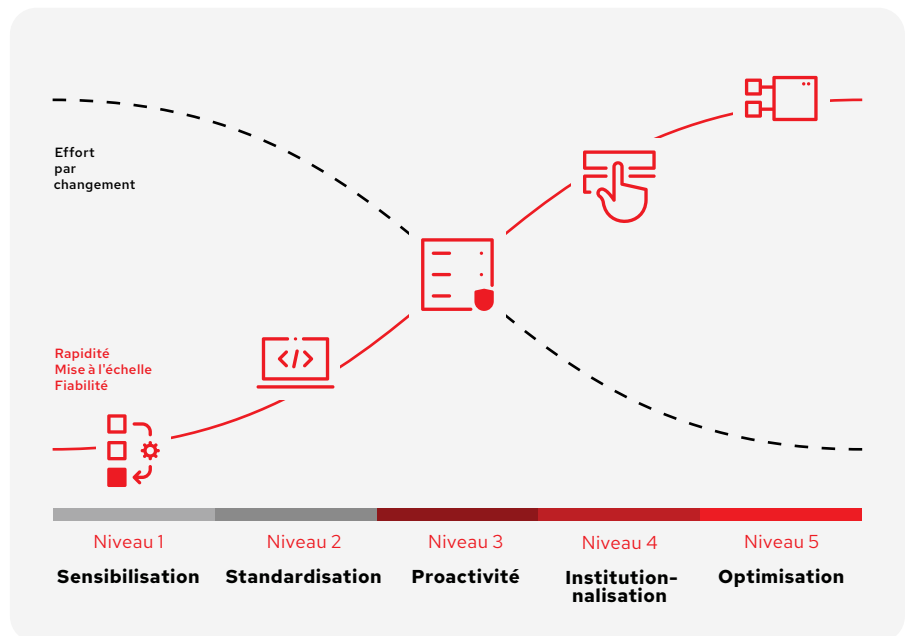 Effort
par
changement
Rapidité
Mise à l'échelle
Fiabilité
Niveau 1
Niveau 2
Niveau 3
Niveau 4
Niveau 5
Sensibilisation
Standardisation
Proactivité
Institution-
nalisation
Optimisation